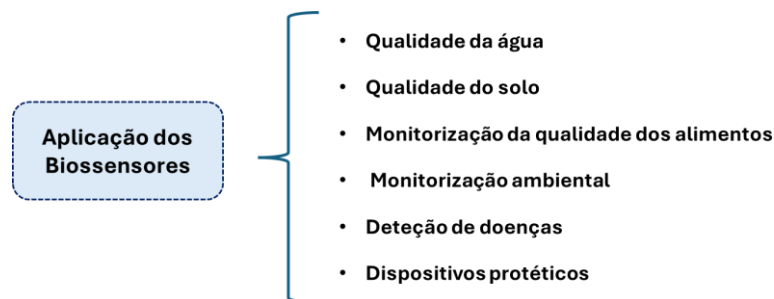 Aplicação dos
Biossensores
• Qualidade da água
• Qualidade do solo
• Monitorização da qualidade dos alimentos
• Monitorização ambiental
• Deteção de doenças
• Dispositivos protéticos